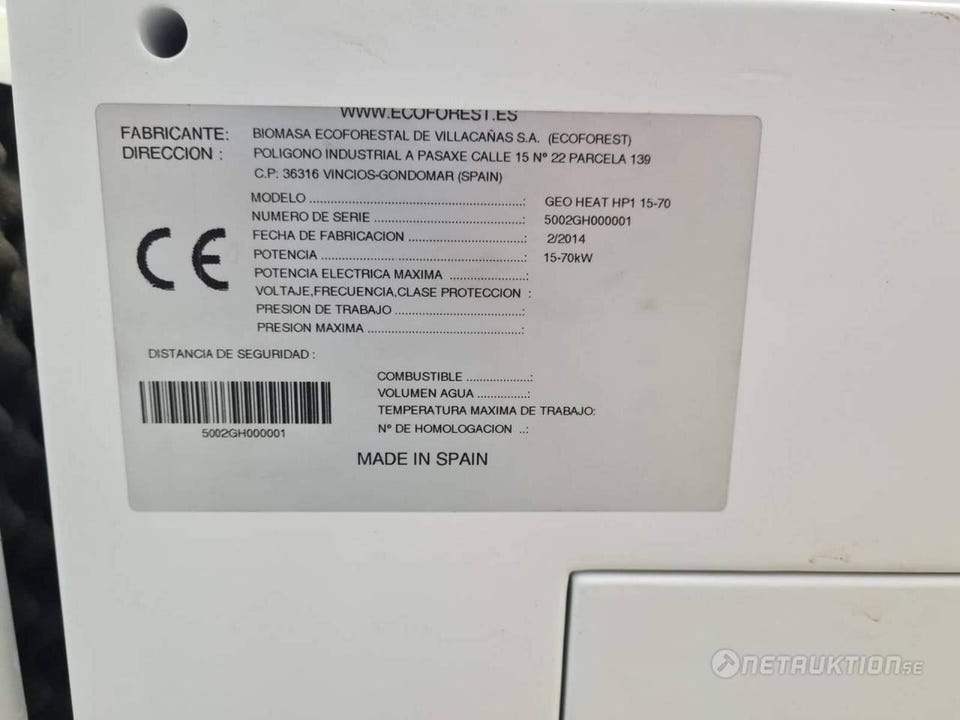 WWW.ECOFOREST.ES
FABRICANTE: BIOMASA ECOFORESTAL DE VILLACAÑAS S.A. (ECOFOREST)
DIRECCION : POLIGONO INDUSTRIAL A PASAXE CALLE 15 Nº 22 PARCELA 139
C.P: 36316 VINCIOS-GONDOMAR (SPAIN)
MODELO ................................................: GEO HEAT HP1 15-70
NUMERO DE SERIE ...................................: 5002GH000001
FECHA DE FABRICACION ...........................: 2/2014
POTENCIA ..............................................: 15-70kW
POTENCIA ELECTRICA MAXIMA ..................:
VOLTAJE,FRECUENCIA,CLASE PROTECCION :
PRESION DE TRABAJO ..............................:
PRESION MAXIMA ....................................:
DISTANCIA DE SEGURIDAD :
CE
COMBUSTIBLE ...................:
VOLUMEN AGUA ...............:
TEMPERATURA MAXIMA DE TRABAJO:
Nº DE HOMOLOGACION ..:
5002GH000001
MADE IN SPAIN
NETAUKTION.SE